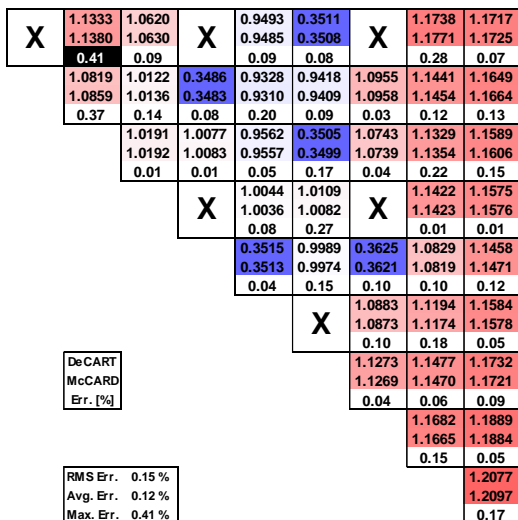 X 1.1333 1.0620 X 0.9493 0.3511 X 1.1738 1.1717
1.1380 1.0630 0.9485 0.3508 1.1771 1.1725
0.41 0.09 0.09 0.08 0.28 0.07
1.0819 1.0122 0.3486 0.9328 0.9418 1.0955 1.1441 1.1649
1.0859 1.0136 0.3483 0.9310 0.9409 1.0958 1.1454 1.1664
0.37 0.14 0.08 0.20 0.09 0.03 0.12 0.13
1.0191 1.0077 0.9562 0.3505 1.0743 1.1329 1.1589
1.0192 1.0083 0.9557 0.3499 1.0739 1.1354 1.1606
0.01 0.01 0.05 0.17 0.04 0.22 0.15
X 1.0044 1.0109 X 1.1422 1.1575
1.0036 1.0082 1.1423 1.1576
0.08 0.27 0.01 0.01
0.3515 0.9989 0.3625 1.0829 1.1458
0.3513 0.9974 0.3621 1.0819 1.1471
0.04 0.15 0.10 0.10 0.12
X 1.0883 1.1194 1.1584
1.0873 1.1174 1.1578
0.10 0.18 0.05
DeCART 1.1273 1.1477 1.1732
McCARD 1.1269 1.1470 1.1721
Err. [%] 0.04 0.06 0.09
1.1682 1.1889
1.1665 1.1884
0.15 0.05
RMS Err. 0.15 % 1.2077
Avg. Err. 0.12 % 1.2097
Max. Err. 0.41 % 0.17